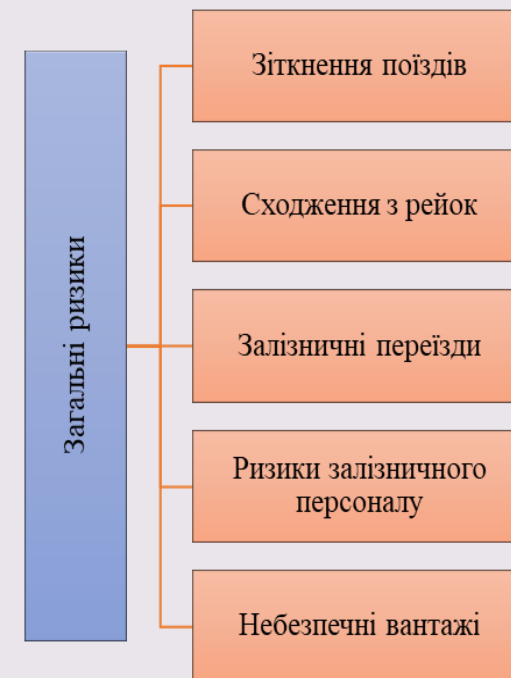 Загальні ризики
Зіткнення поїздів
Сходження з рейок
Залізничні переїзди
Ризики залізничного
персоналу
Небезпечні вантажі